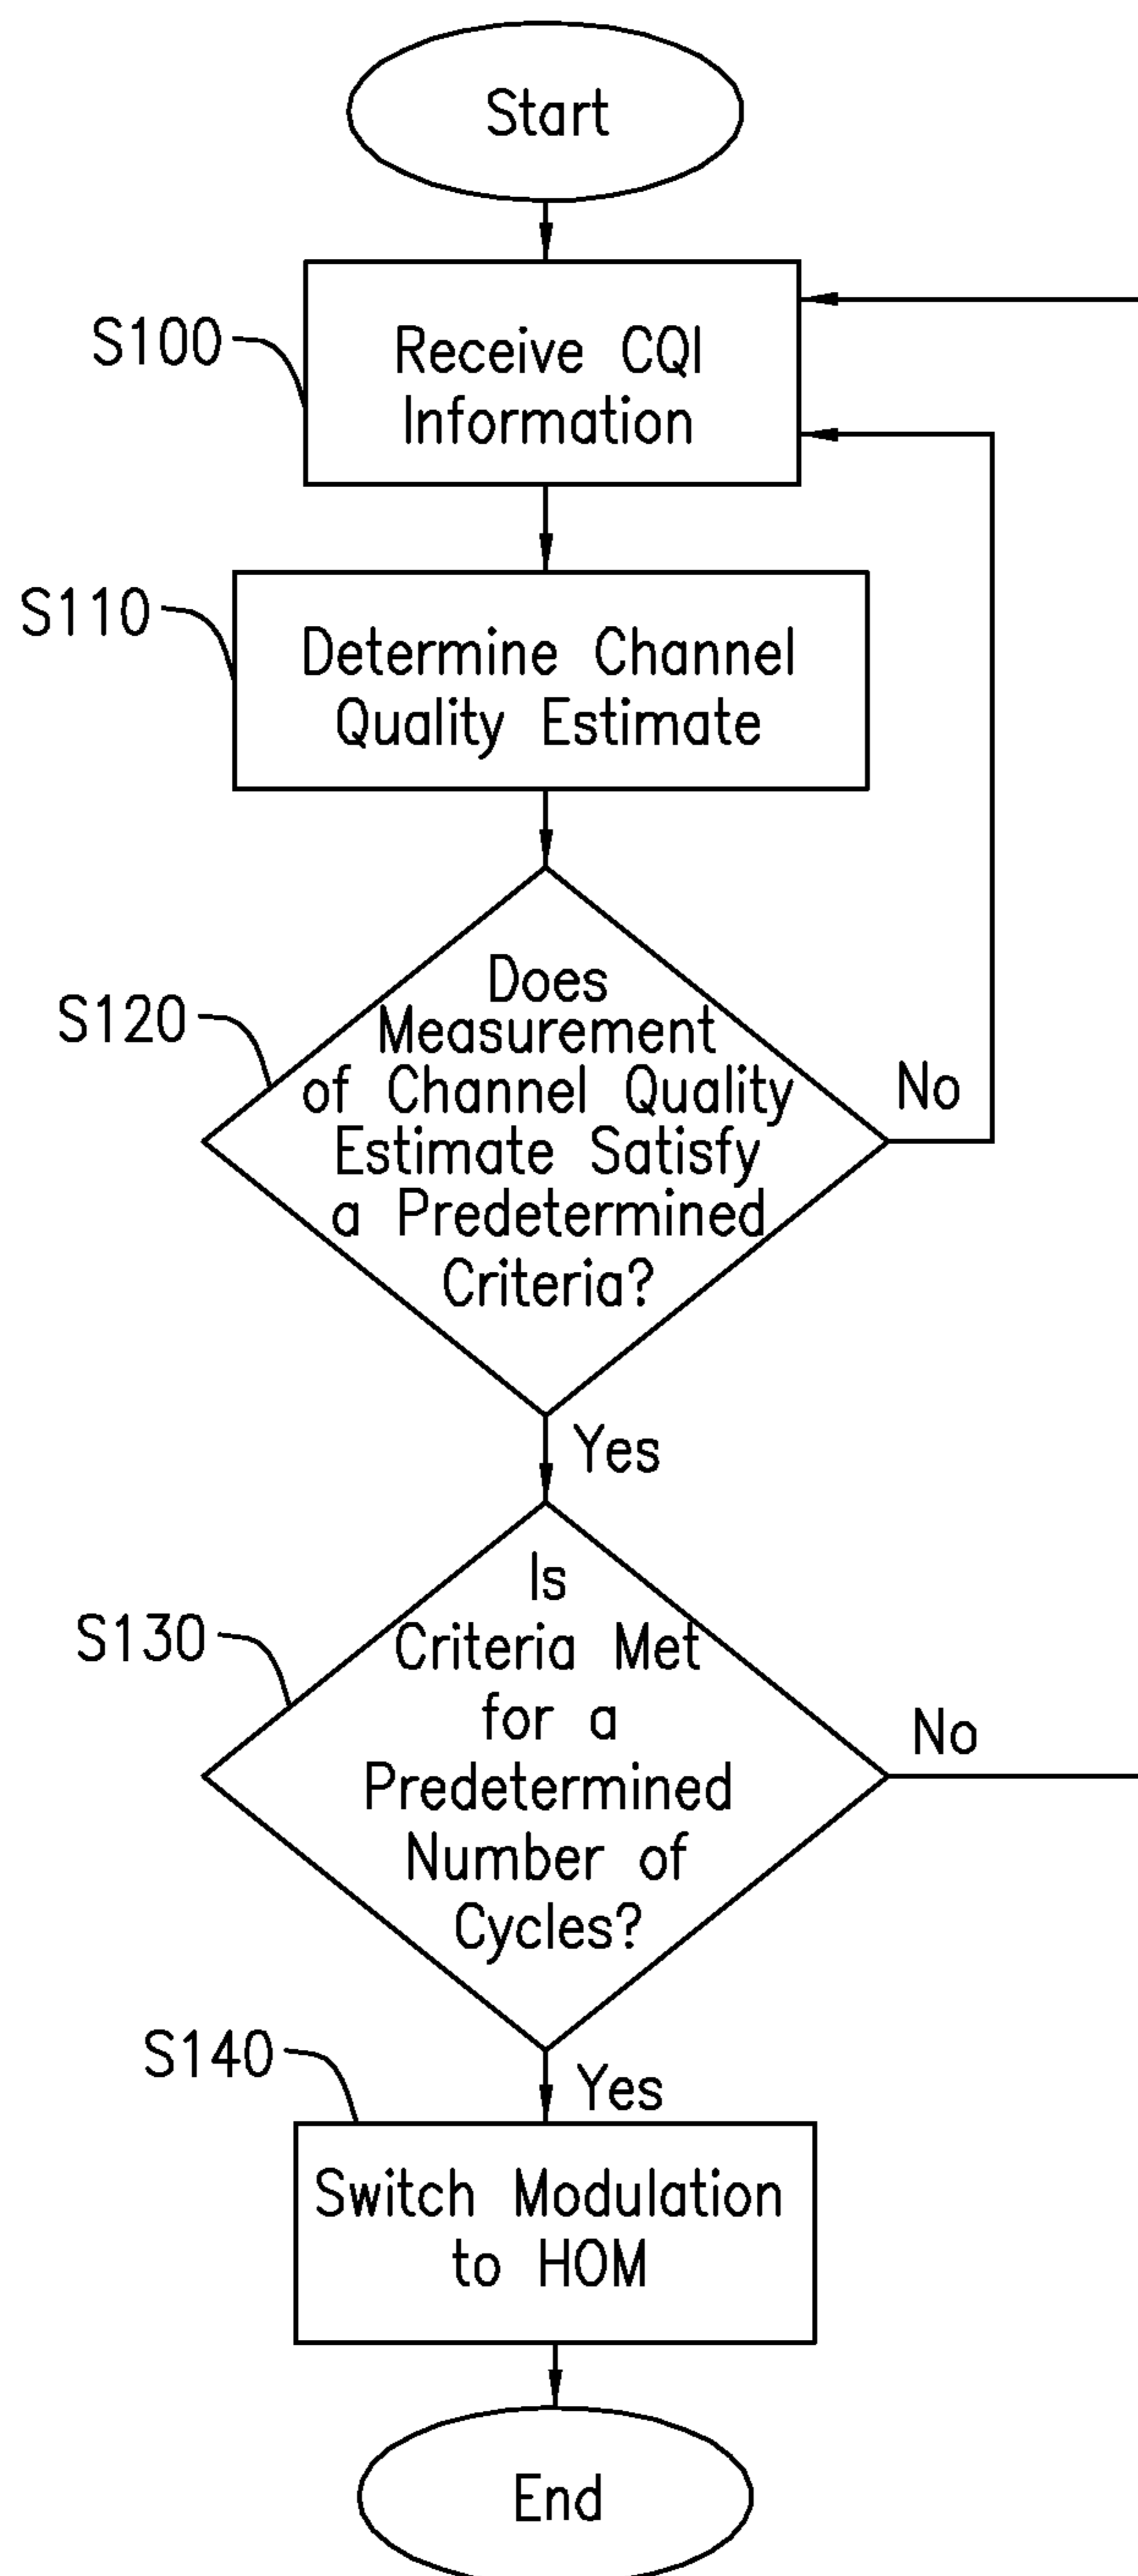 Start
S100
Receive CQI
Information
S110
Determine Channel
Quality Estimate
S120
Does
Measurement
of Channel Quality
Estimate Satisfy
a Predetermined
Criteria?
No
Yes
S130
Is
Criteria Met
for a
Predetermined
Number of
Cycles?
No
Yes
S140
Switch Modulation
to HOM
End